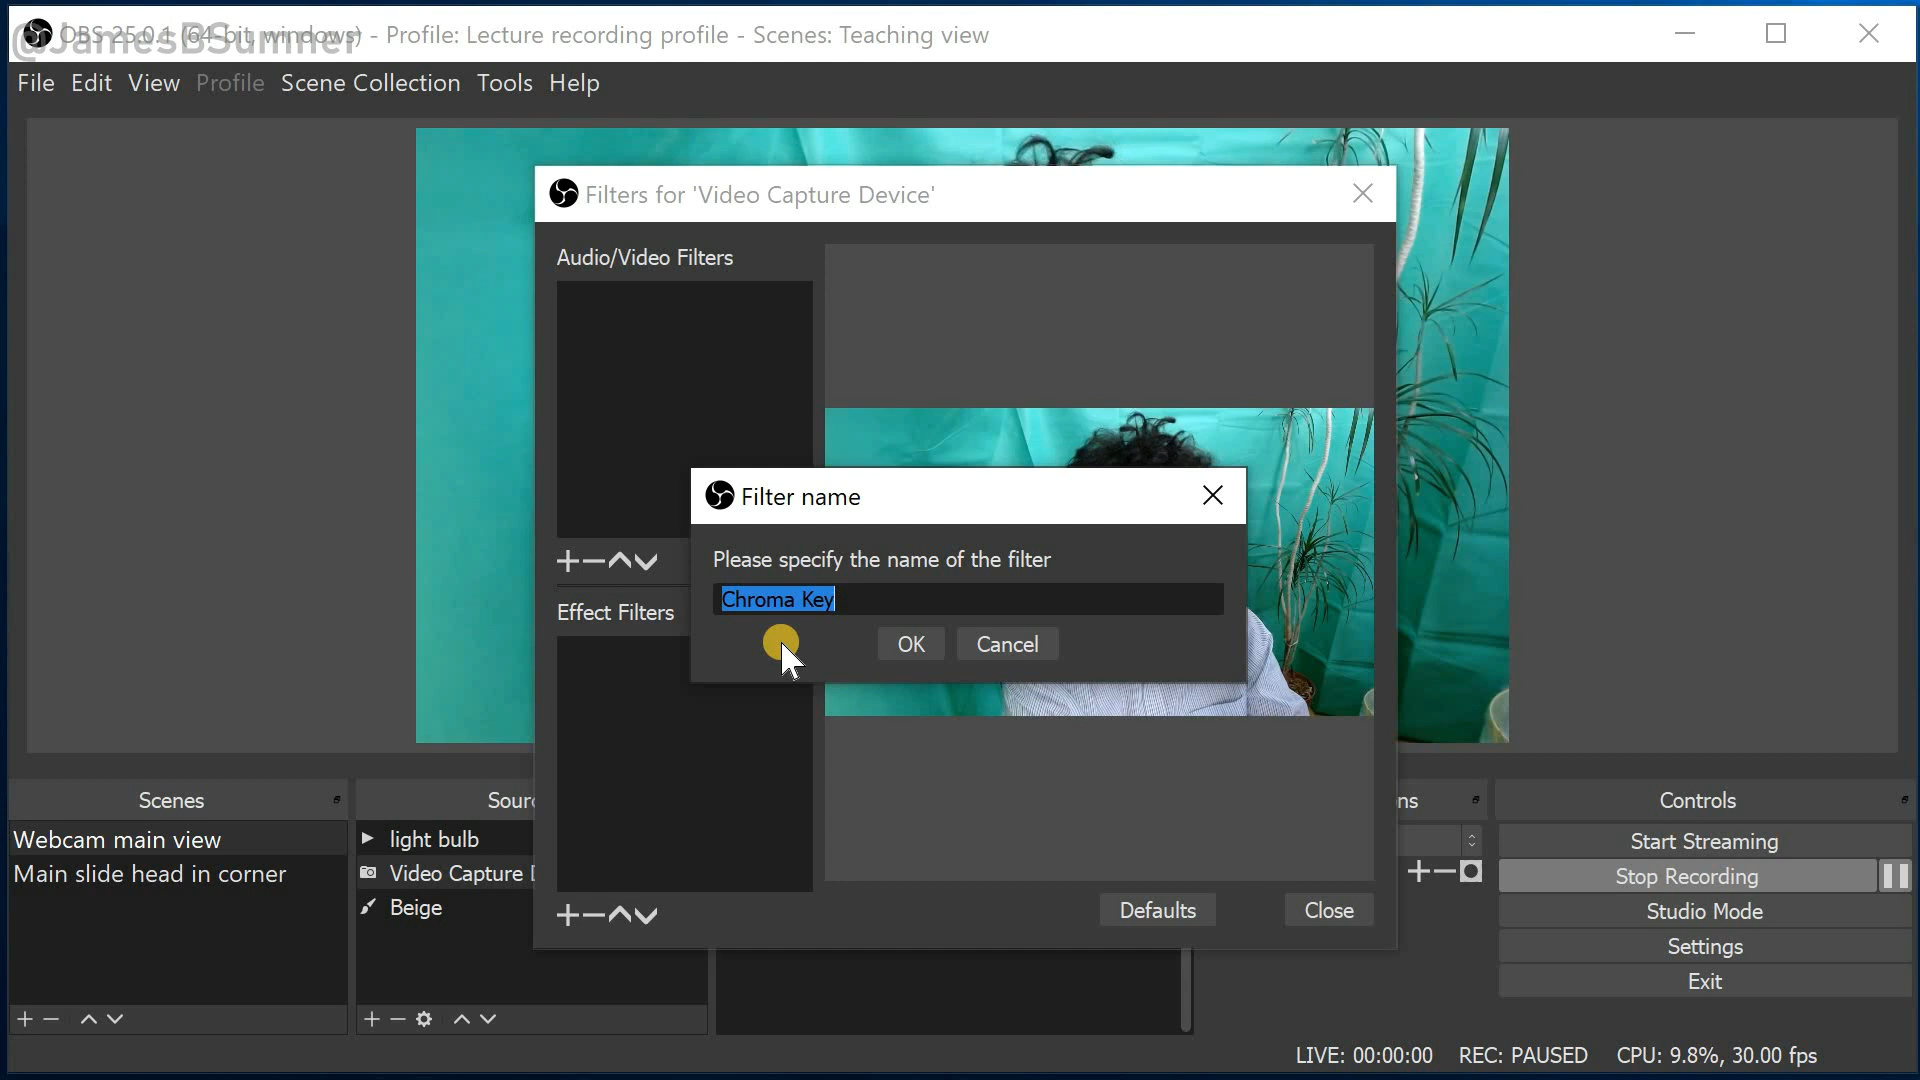 @JamesBSumner
OBS 25.0.1 (64-bit, windows) - Profile: Lecture recording profile - Scenes: Teaching view
File Edit View Profile Scene Collection Tools Help
Filters for 'Video Capture Device'
Audio/Video Filters
Filter name
Please specify the name of the filter
Chroma Key
OK Cancel
Effect Filters
Defaults Close
Scenes
Webcam main view
Main slide head in corner
Sour
light bulb
Video Capture
Beige
ns
Controls
Start Streaming
Stop Recording
Studio Mode
Settings
Exit
LIVE: 00:00:00 REC: PAUSED CPU: 9.8%, 30.00 fps